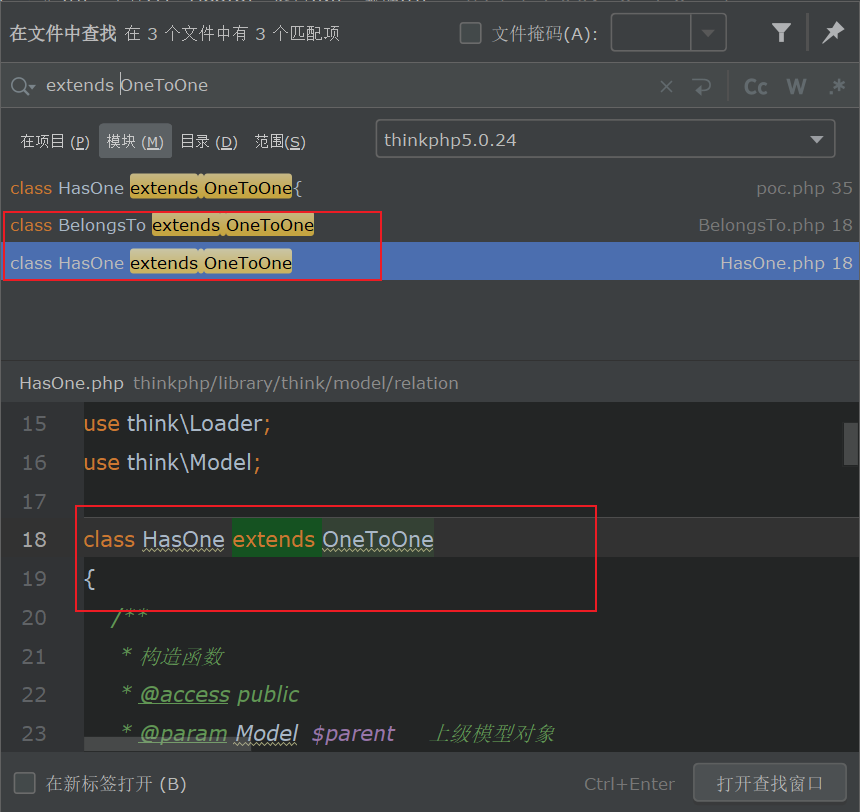 在文件中查找 在 3 个文件中有 3 个匹配项 文件掩码(A):
extends OneToOne Cc W .*
在项目 (P) 模块 (M) 目录 (D) 范围(S) thinkphp5.0.24
class HasOne extends OneToOne{ poc.php 35
class BelongsTo extends OneToOne BelongsTo.php 18
class HasOne extends OneToOne HasOne.php 18
HasOne.php thinkphp/library/think/model/relation
15 use think\Loader;
16 use think\Model;
17
18 class HasOne extends OneToOne
19 {
20 /**
21 * 构造函数
22 * @access public
23 * @param Model $parent 上级模型对象
在新标签打开 (B) Ctrl+Enter 打开查找窗口